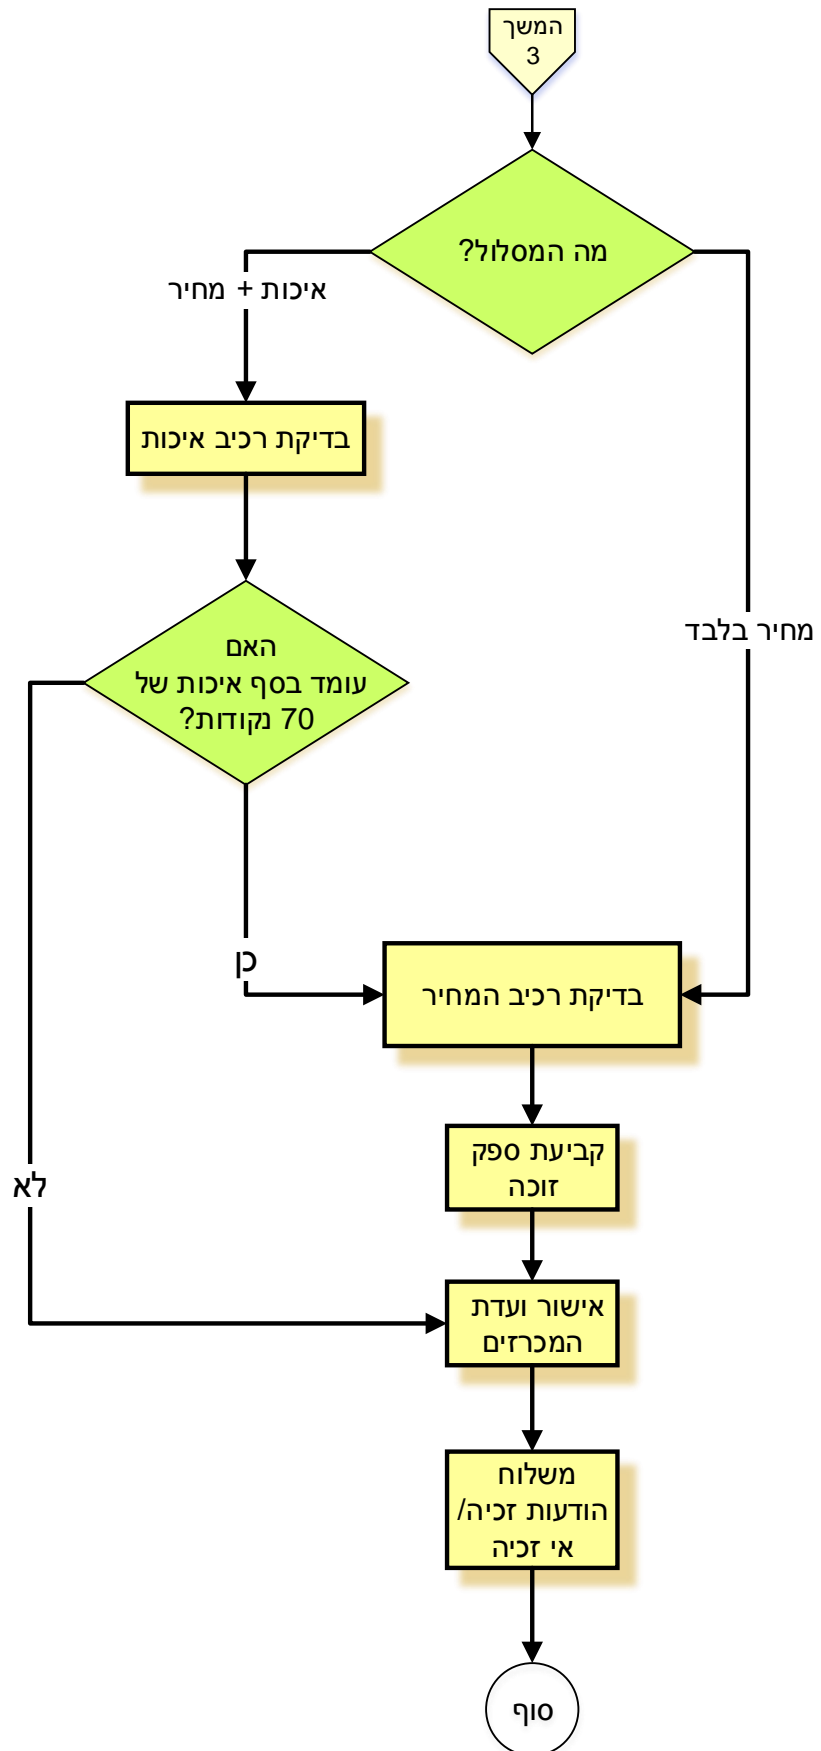 המשך
3
מה המסלול?
איכות + מחיר
בדיקת רכיב איכות
מחיר בלבד
האם
עומד בסף איכות של
70 נקודות?
כן
בדיקת רכיב המחיר
קביעת ספק
זוכה
לא
אישור ועדת
המכרזים
משלוח
הודעות זכיה/
אי זכיה
סוף